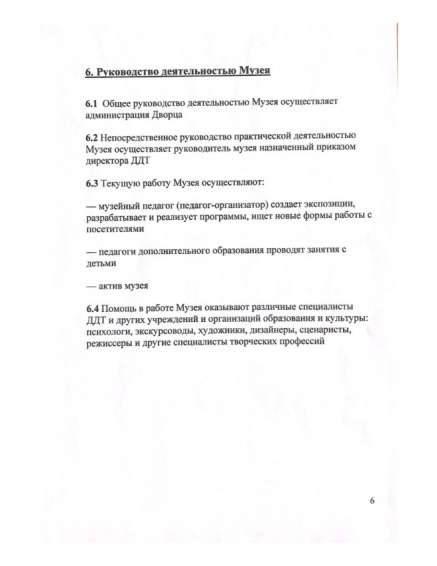 6. Руководство деятельностью Музея
6.1 Общее руководство деятельностью Музея осуществляет
администрация Дворца
6.2 Непосредственное руководство практической деятельностью
Музея осуществляет руководитель музея назначенный приказом
директора ДДТ
6.3 Текущую работу Музея осуществляют:
— музейный педагог (педагог-организатор) создает экспозиции,
разрабатывает и реализует программы, ищет новые формы работы с
посетителями
— педагоги дополнительного образования проводят занятия с
детьми
— актив музея
6.4 Помощь в работе Музея оказывают различные специалисты
ДДТ и других учреждений и организаций образования и культуры:
психологи, экскурсоводы, художники, дизайнеры, сценаристы,
режиссеры и другие специалисты творческих профессий
6